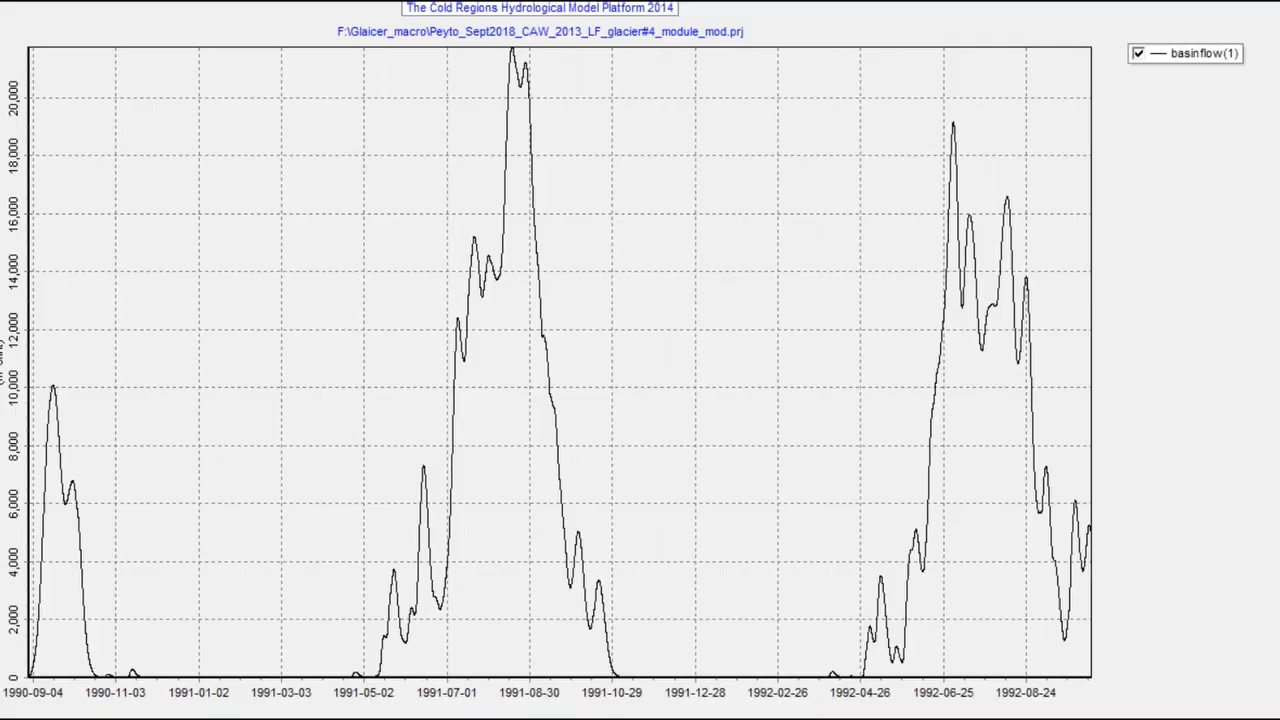 The Cold Regions Hydrological Model Platform 2014
F:\Glaicer_macro\Peyto_Sept2018_CAW_2013_LF_glacier#4_module_mod.prj
basinflow(1)
20,000
18,000
16,000
14,000
12,000
10,000
8,000
6,000
4,000
2,000
0
1990-09-04 1990-11-03 1991-01-02 1991-03-03 1991-05-02 1991-07-01 1991-08-30 1991-10-29 1991-12-28 1992-02-26 1992-04-26 1992-06-25 1992-08-24